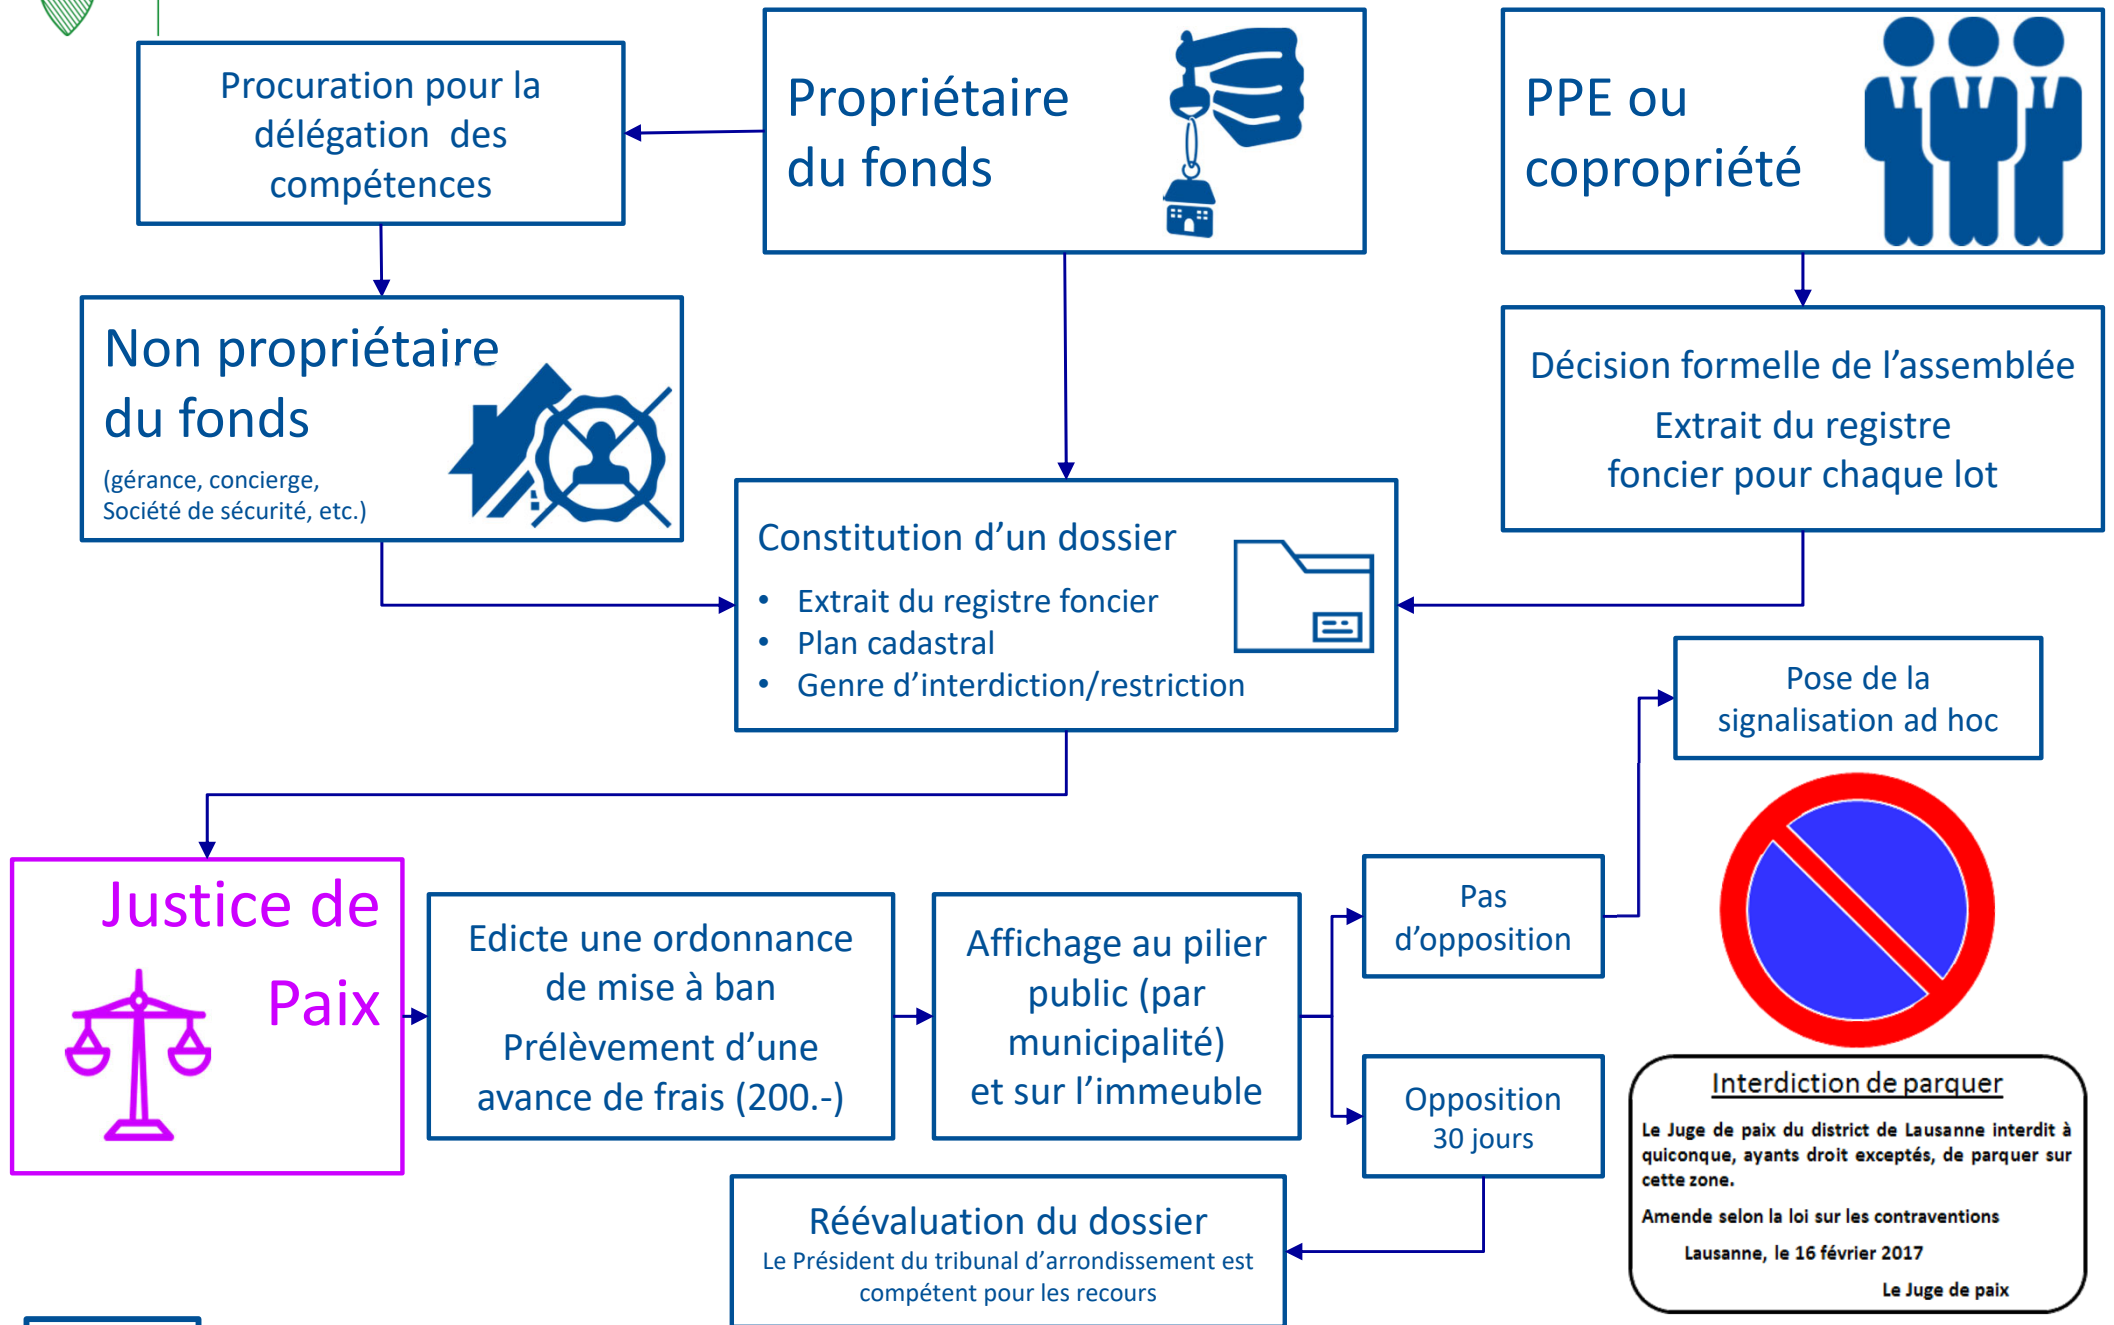 Procuration pour la
délégation  des
compétences
Propriétaire
du fonds
PPE ou
copropriété
Non propriétaire
du fonds
(gérance, concierge,
Société de sécurité, etc.)
Décision formelle de l’assemblée
Extrait du registre
foncier pour chaque lot
Constitution d’un dossier
• Extrait du registre foncier
• Plan cadastral
• Genre d’interdiction/restriction
Pose de la
signalisation ad hoc
Justice de
Paix
Edicte une ordonnance
de mise à ban
Prélèvement d’une
avance de frais (200.-)
Affichage au pilier
public (par
municipalité)
et sur l’immeuble
Pas
d’opposition
Opposition
30 jours
Réévaluation du dossier
Le Président du tribunal d’arrondissement est
compétent pour les recours
Interdiction de parquer
Le Juge de paix du district de Lausanne interdit à
quiconque, ayants droit exceptés, de parquer sur
cette zone.
Amende selon la loi sur les contraventions
Lausanne, le 16 février 2017
Le Juge de paix